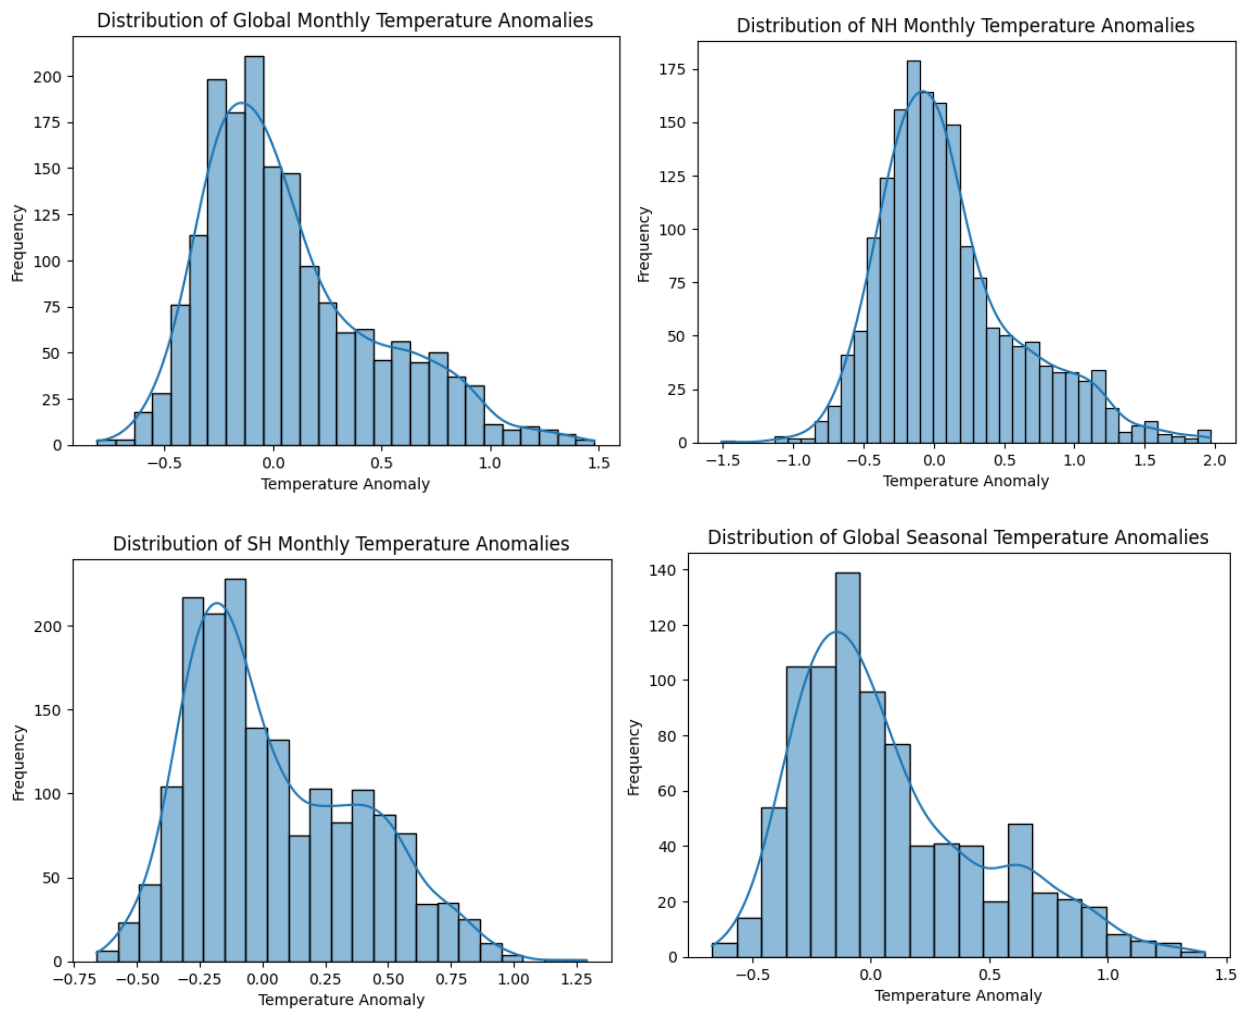 Distribution of Global Monthly Temperature Anomalies
200
175
150
125
100
75
50
25
0
Frequency
−0.5 0.0 0.5 1.0 1.5
Temperature Anomaly
Distribution of NH Monthly Temperature Anomalies
175
150
125
100
75
50
25
0
Frequency
−1.5 −1.0 −0.5 0.0 0.5 1.0 1.5 2.0
Temperature Anomaly
Distribution of SH Monthly Temperature Anomalies
200
150
100
50
0
Frequency
−0.75 −0.50 −0.25 0.00 0.25 0.50 0.75 1.00 1.25
Temperature Anomaly
Distribution of Global Seasonal Temperature Anomalies
140
120
100
80
60
40
20
0
Frequency
−0.5 0.0 0.5 1.0 1.5
Temperature Anomaly